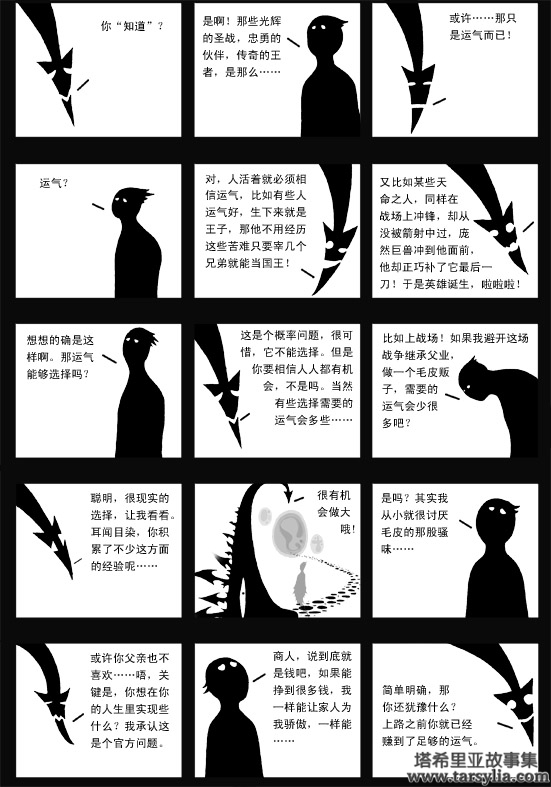 你“知道”？
是啊！那些光辉
的圣战，忠勇的
伙伴，传奇的王
者，是那么……
或许……那只
是运气而已！
运气？
对，人活着就必须相
信运气，比如有些人
运气好，生下来就是
王子，那他不用经历
这些苦难只要宰几个
兄弟就能当国王！
又比如某些天
命之人，同样在
战场上冲锋，却从
没被箭射中过，庞
然巨兽冲到他面前，
他却正巧补了它最后一
刀！于是英雄诞生，啦啦啦！
想想的确是这
样啊。那运气
能够选择吗？
这是个概率问题，很可
惜，它不能选择。但是
你要相信人人都有机
会，不是吗。当然
有些选择需要的
运气会多些……
比如上战场！如果我避开这场
战争继承父业，
做一个毛皮贩
子，需要的
运气会少很
多吧？
聪明，很现实的
选择，让我看看。
耳闻目染，你积
累了不少这方面
的经验呢……
很有机
会做大
哦！
是吗？其实我
从小就很讨厌
毛皮的那股骚
味……
或许你父亲也不
喜欢……唔，关
键是，你想在你
的人生里实现些
什么？我承认这
是个官方问题。
商人，说到底就
是钱吧，如果能
挣到很多钱，我
一样能让家人为
我骄傲，一样能
……
简单明确，那
你还犹豫什么？
上路之前你就已经
赚到了足够的运气。
塔希里亚故事集
www.tarsylia.com